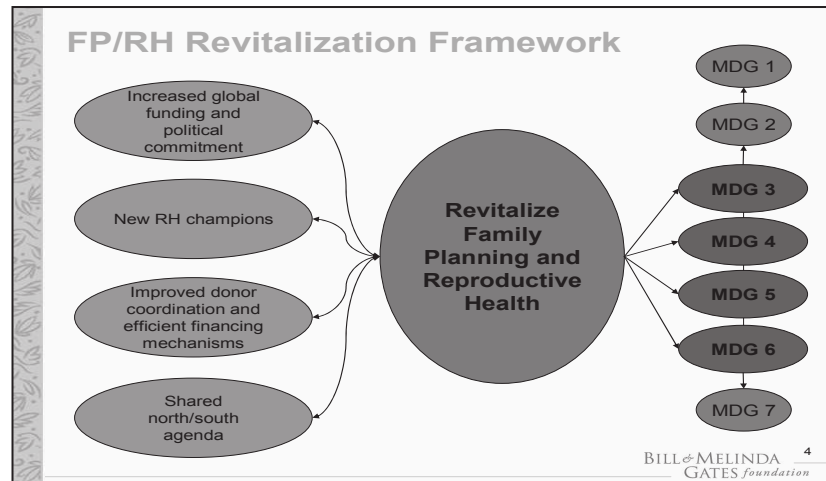 FP/RH Revitalization Framework
Increased global
funding and
political
commitment
New RH champions
Improved donor
coordination and
efficient financing
mechanisms
Shared
north/south
agenda
Revitalize
Family
Planning and
Reproductive
Health
MDG 1
MDG 2
MDG 3
MDG 4
MDG 5
MDG 6
MDG 7
BILL & MELINDA
GATES foundation
4